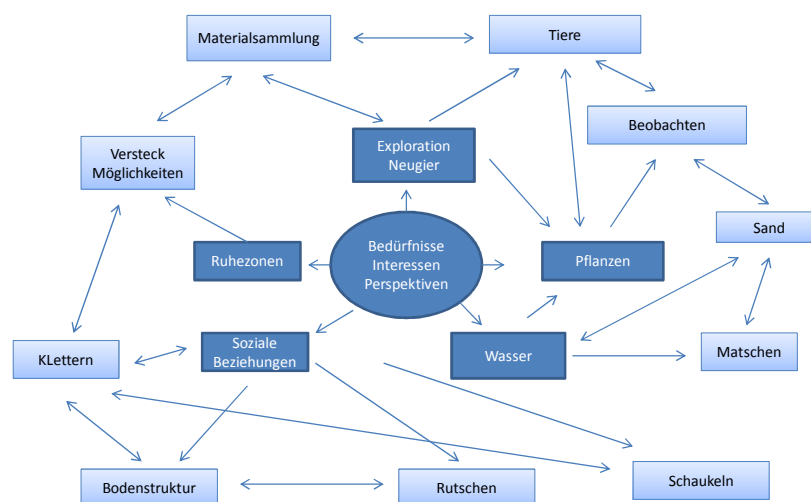 Materialsammlung
Tiere
Beobachten
Exploration
Neugier
Versteck
Möglichkeiten
Sand
Bedürfnisse
Interessen
Perspektiven
Ruhezonen
Pflanzen
Soziale
Beziehungen
Wasser
KLettern
Matschen
Bodenstruktur
Rutschen
Schaukeln